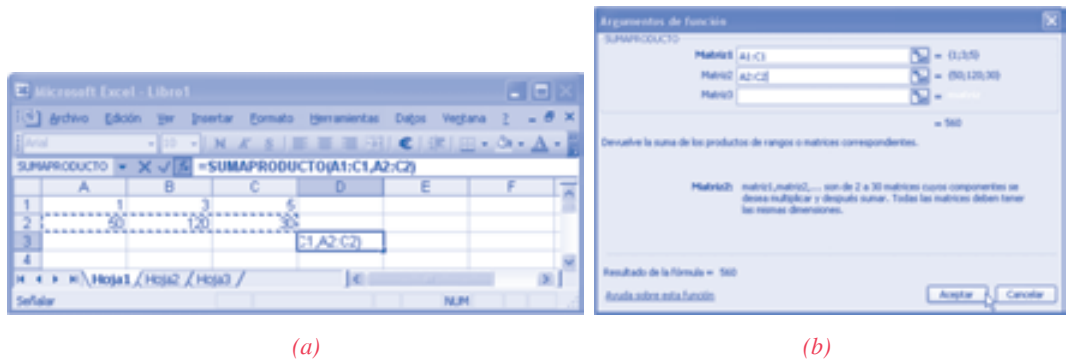 Microsoft Excel - Libro1
Archivo Edición Ver Insertar Formato Herramientas Datos Ventana ?
Arial 10 N K S
SUMAPRODUCTO =SUMAPRODUCTO(A1:C1,A2:C2)
A B C D E F
1 1 3 5
2 50 120 30
3 C1,A2:C2)
4
Hoja1 Hoja2 Hoja3
Señalar NUM
(a)
Argumentos de función
SUMAPRODUCTO
Matriz1 A1:C1 = {1;3;5}
Matriz2 A2:C2 = {50;120;30}
Matriz3 =
= 560
Devuelve la suma de los productos de rangos o matrices correspondientes.
Matriz2: matriz1,matriz2,... son de 2 a 30 matrices cuyos componentes se
desea multiplicar y después sumar. Todas las matrices deben tener
las mismas dimensiones.
Resultado de la fórmula = 560
Ayuda sobre esta función Aceptar Cancelar
(b)